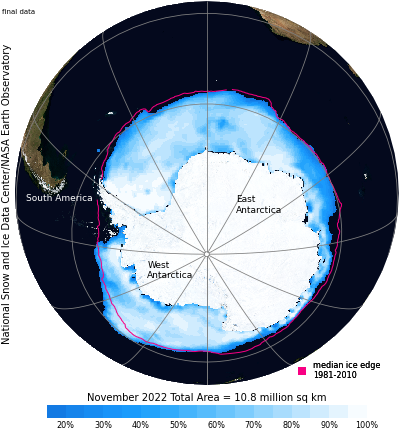 final data
National Snow and Ice Data Center/NASA Earth Observatory
South America
East
Antarctica
West
Antarctica
median ice edge
1981-2010
November 2022 Total Area = 10.8 million sq km
20% 30% 40% 50% 60% 70% 80% 90% 100%